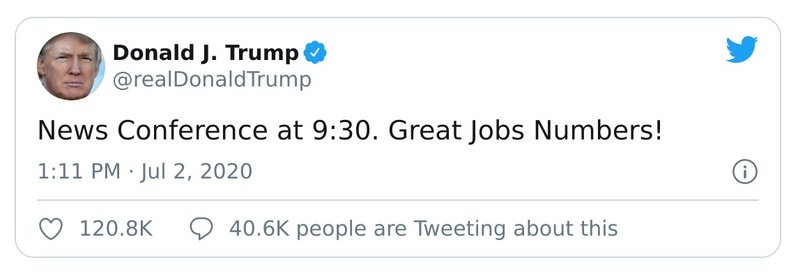 Donald J. Trump
@realDonaldTrump
News Conference at 9:30. Great Jobs Numbers!
1:11 PM · Jul 2, 2020
120.8K 40.6K people are Tweeting about this